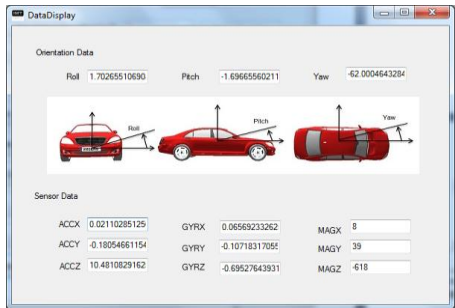 DataDisplay
Orientation Data
Roll 1.70265510690 Pitch -1.69665560211 Yaw -62.0004643284
Roll Pitch Yaw
Sensor Data
ACCX 0.02110285125 GYRX 0.06569233262 MAGX 8
ACCY -0.18054661154 GYRY -0.10718317055 MAGY 39
ACCZ 10.4810829162 GYRZ -0.69527643931 MAGZ -618